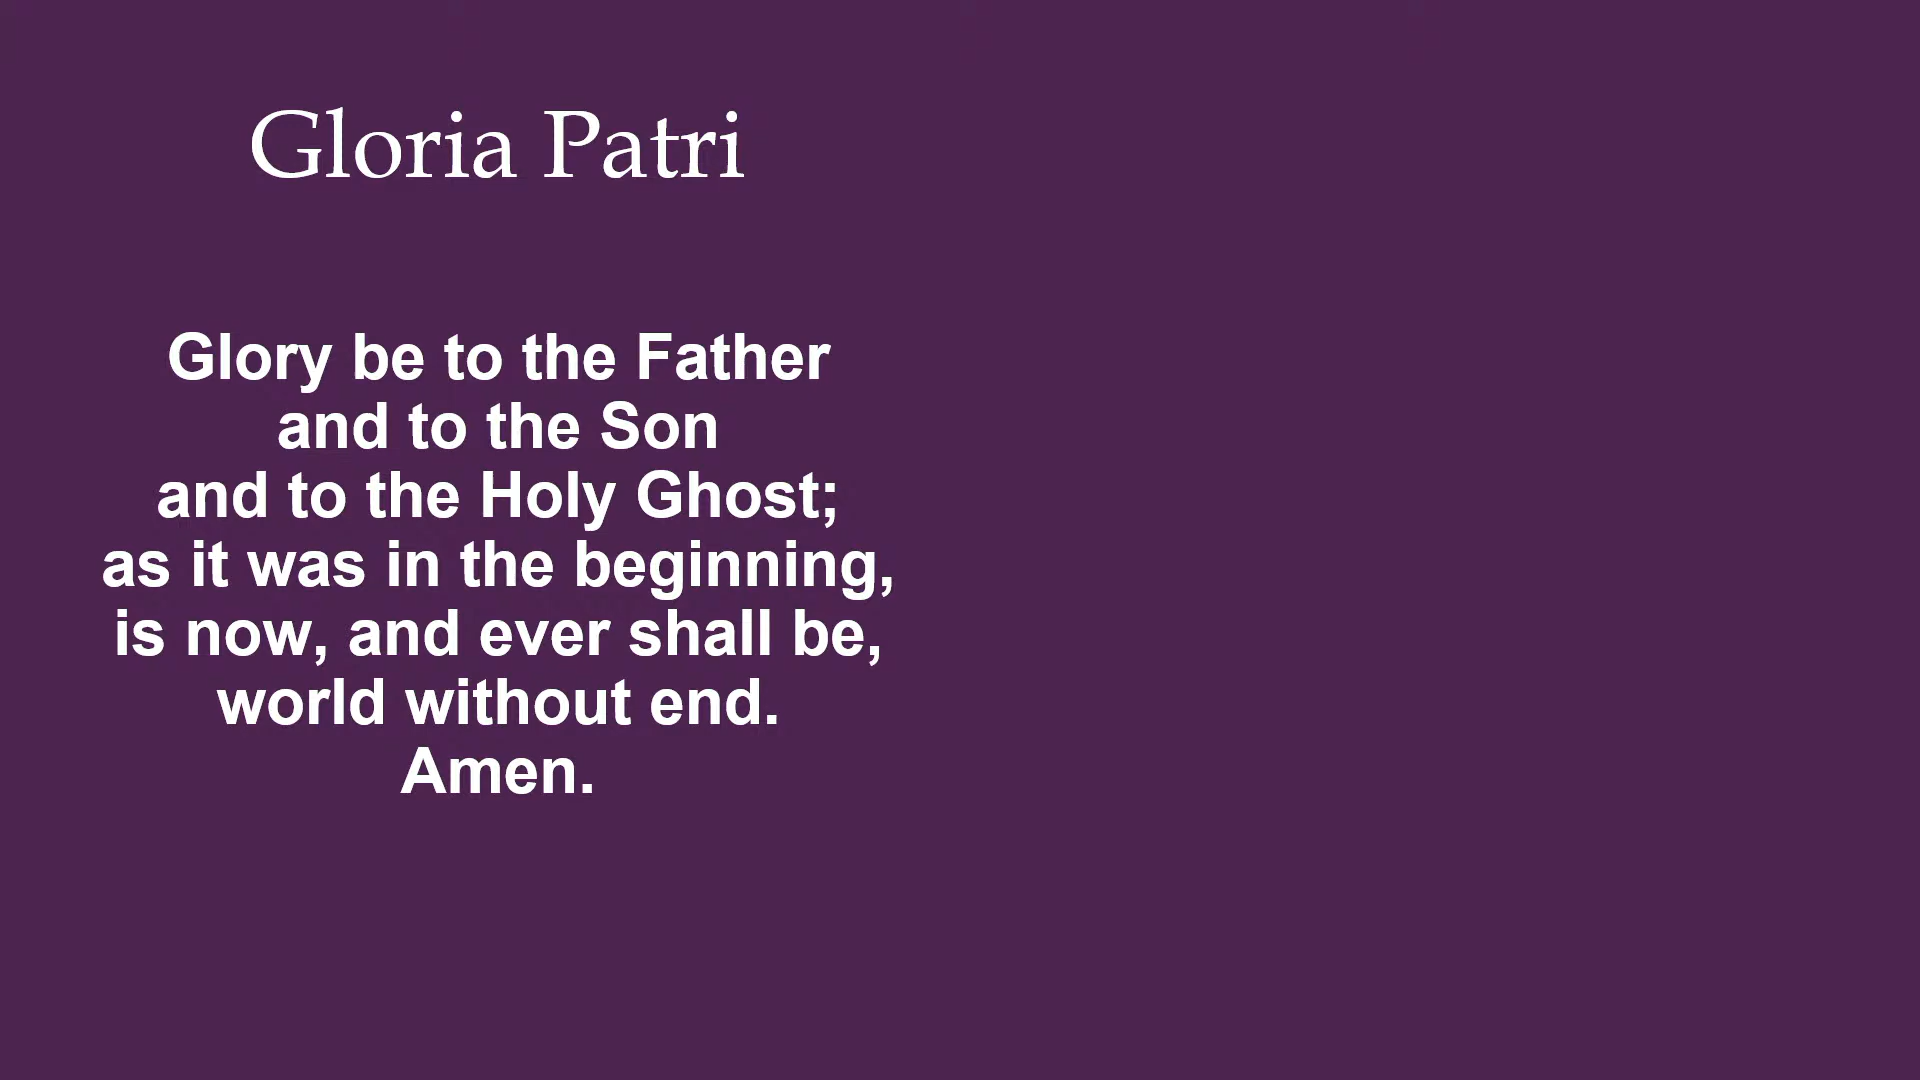 Gloria Patri
Glory be to the Father
and to the Son
and to the Holy Ghost;
as it was in the beginning,
is now, and ever shall be,
world without end.
Amen.